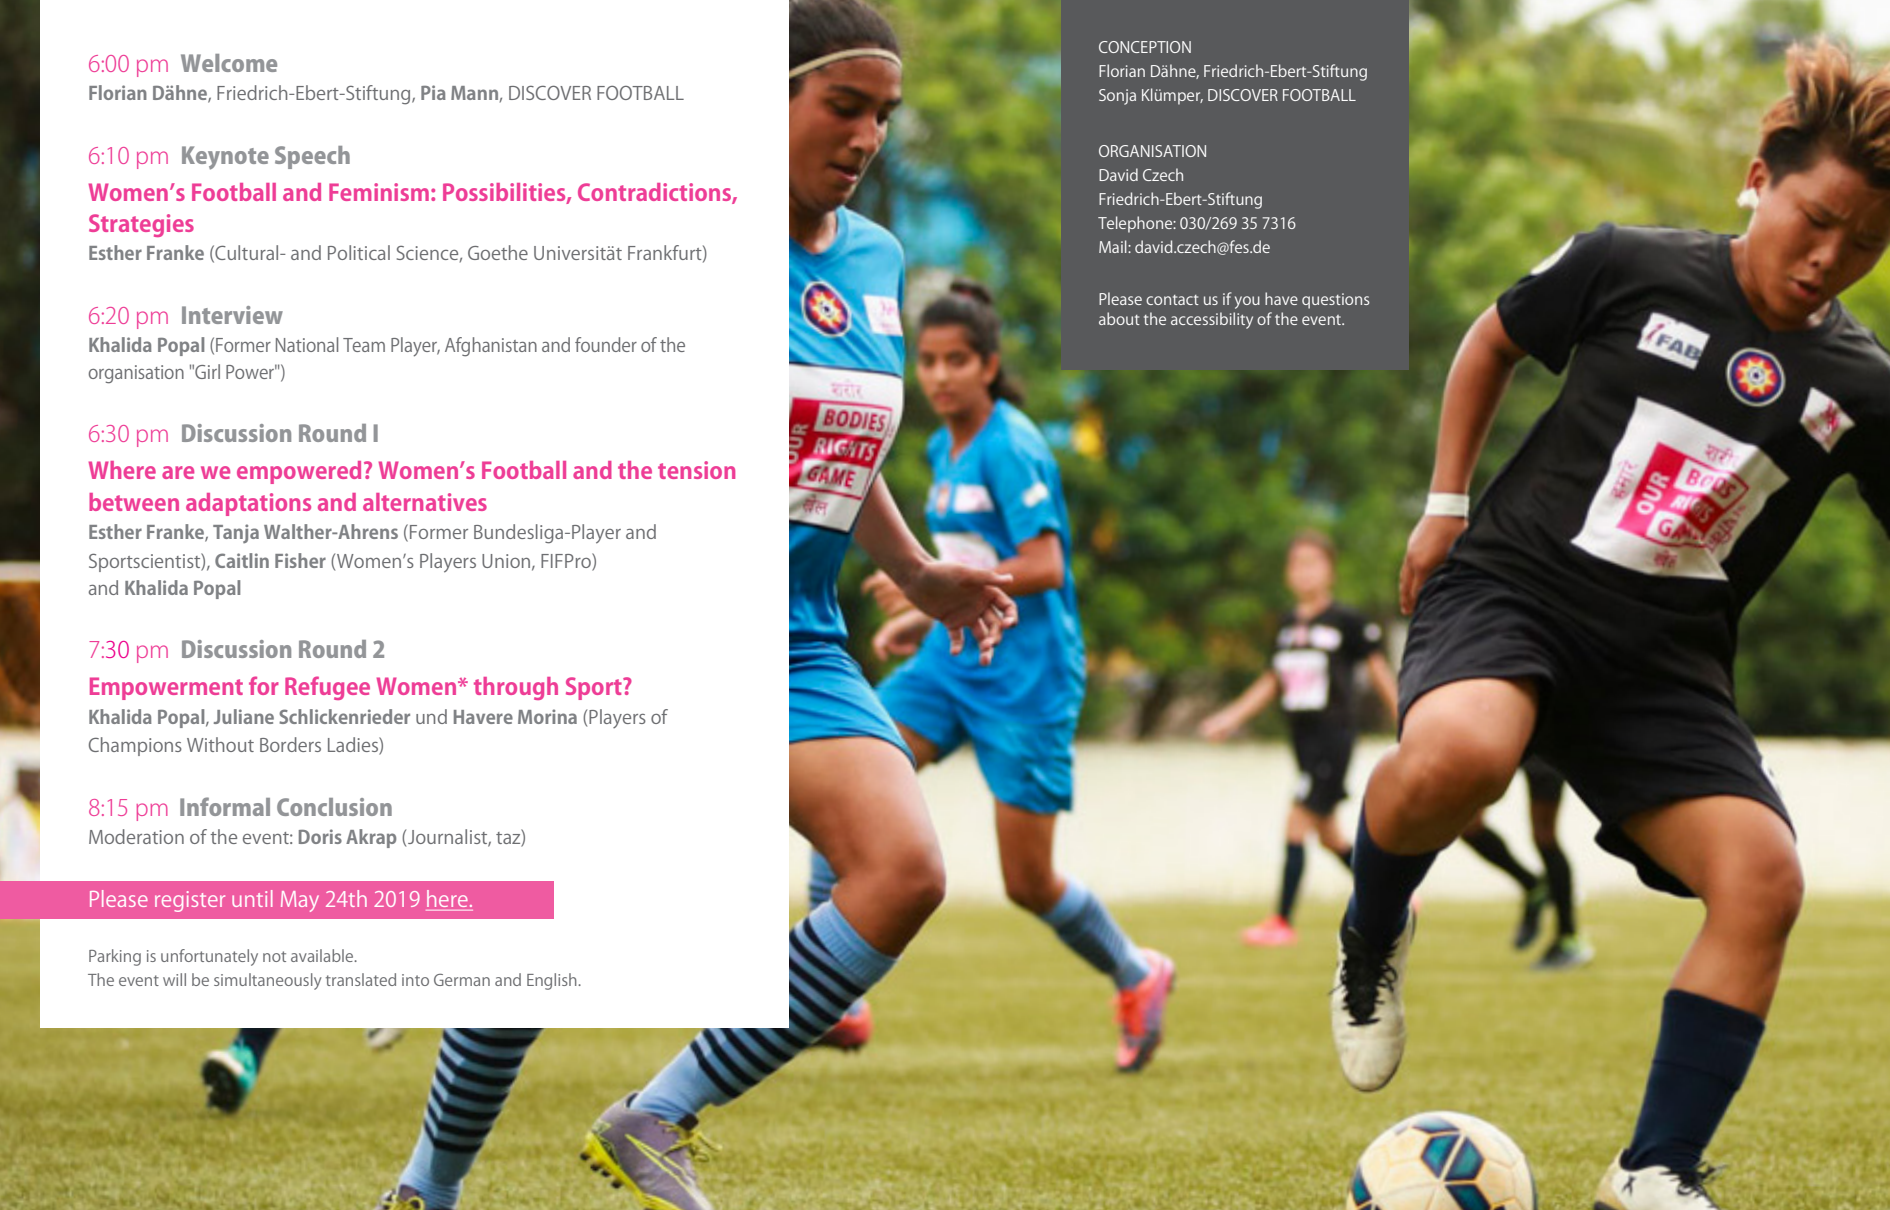 6:00 pm Welcome
Florian Dähne, Friedrich-Ebert-Stiftung, Pia Mann, DISCOVER FOOTBALL
6:10 pm Keynote Speech
Women’s Football and Feminism: Possibilities, Contradictions,
Strategies
Esther Franke (Cultural- and Political Science, Goethe Universität Frankfurt)
6:20 pm Interview
Khalida Popal (Former National Team Player, Afghanistan and founder of the
organisation "Girl Power")
6:30 pm Discussion Round I
Where are we empowered? Women’s Football and the tension
between adaptations and alternatives
Esther Franke, Tanja Walther-Ahrens (Former Bundesliga-Player and
Sportscientist), Caitlin Fisher (Women’s Players Union, FIFPro)
and Khalida Popal
7:30 pm Discussion Round 2
Empowerment for Refugee Women* through Sport?
Khalida Popal, Juliane Schlickenrieder und Havere Morina (Players of
Champions Without Borders Ladies)
8:15 pm Informal Conclusion
Moderation of the event: Doris Akrap (Journalist, taz)
Please register until May 24th 2019 here.
Parking is unfortunately not available.
The event will be simultaneously translated into German and English.
CONCEPTION
Florian Dähne, Friedrich-Ebert-Stiftung
Sonja Klümper, DISCOVER FOOTBALL
ORGANISATION
David Czech
Friedrich-Ebert-Stiftung
Telephone: 030/269 35 7316
Mail: david.czech@fes.de
Please contact us if you have questions
about the accessibility of the event.
शरीर
BODIES
OUR
RIGHTS
GAME
खेल
FAB
शरीर
हमारे
OUR